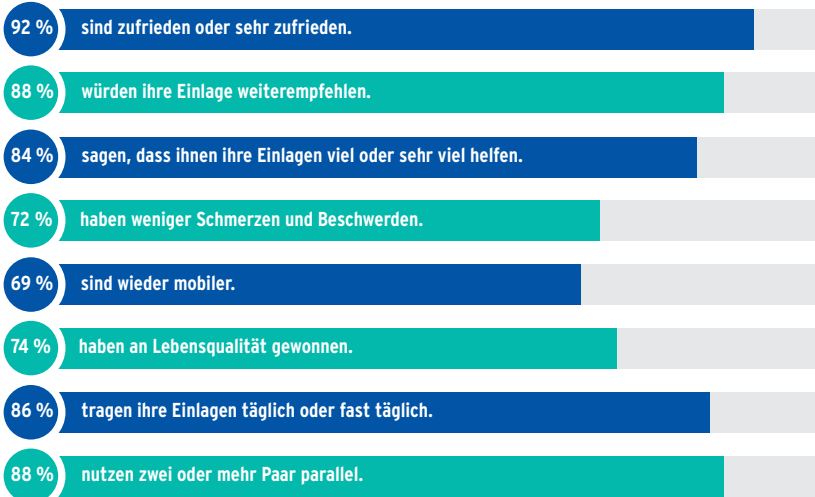 92 % sind zufrieden oder sehr zufrieden.
88 % würden ihre Einlage weiterempfehlen.
84 % sagen, dass ihnen ihre Einlagen viel oder sehr viel helfen.
72 % haben weniger Schmerzen und Beschwerden.
69 % sind wieder mobiler.
74 % haben an Lebensqualität gewonnen.
86 % tragen ihre Einlagen täglich oder fast täglich.
88 % nutzen zwei oder mehr Paar parallel.